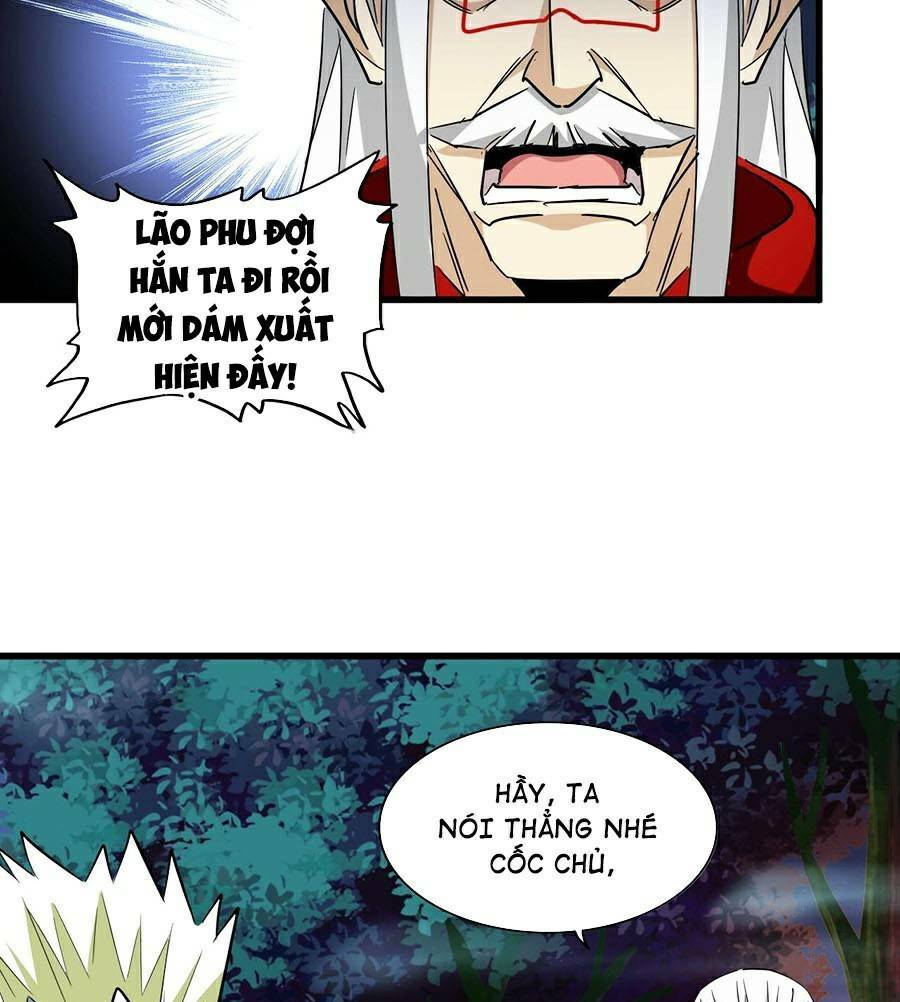 LÃO PHU ĐỢI
HẮN TA ĐI RỒI
MỚI DÁM XUẤT
HIỆN ĐẤY!
HẦY, TA
NÓI THẲNG NHÉ
CỐC CHỦ,